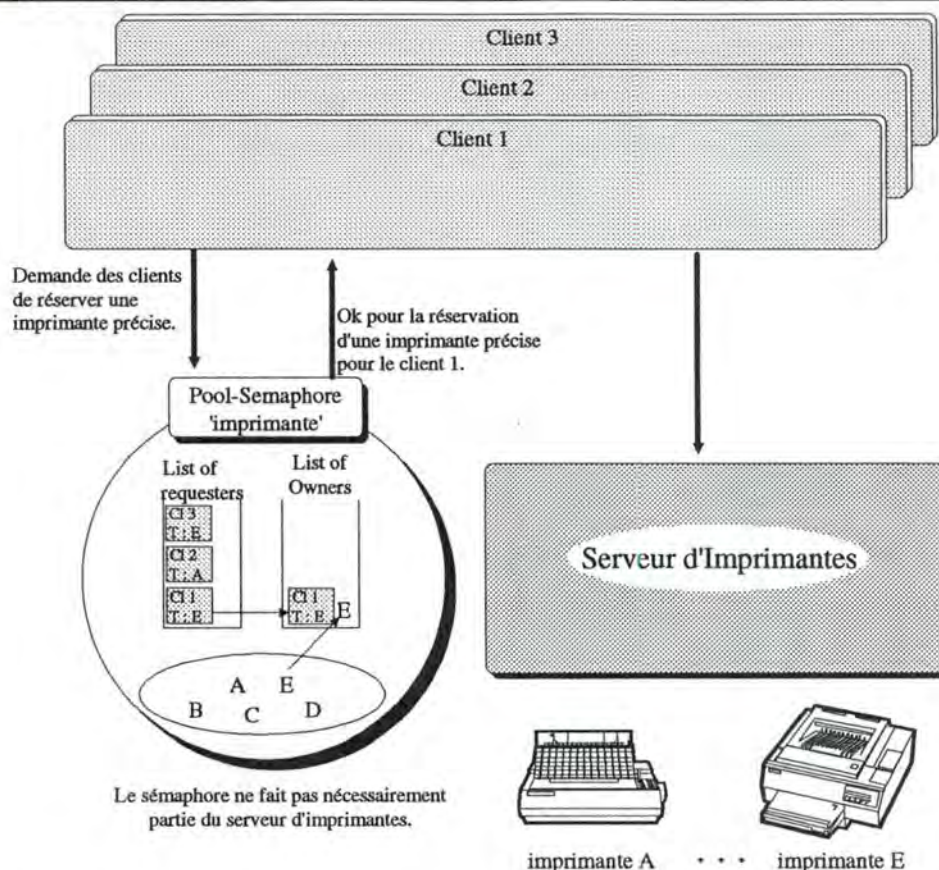 Client 3
Client 2
Client 1
Demande des clients
de réserver une
imprimante précise.
Ok pour la réservation
d'une imprimante précise
pour le client 1.
Pool-Semaphore
'imprimante'
List of
requesters
List of
Owners
Cl 3
T : E
Cl 2
T : A
Cl 1
T : E
Cl 1
T : E
E
A
E
B
C
D
Serveur d'Imprimantes
Le sémaphore ne fait pas nécessairement
partie du serveur d'imprimantes.
imprimante A • • • imprimante E